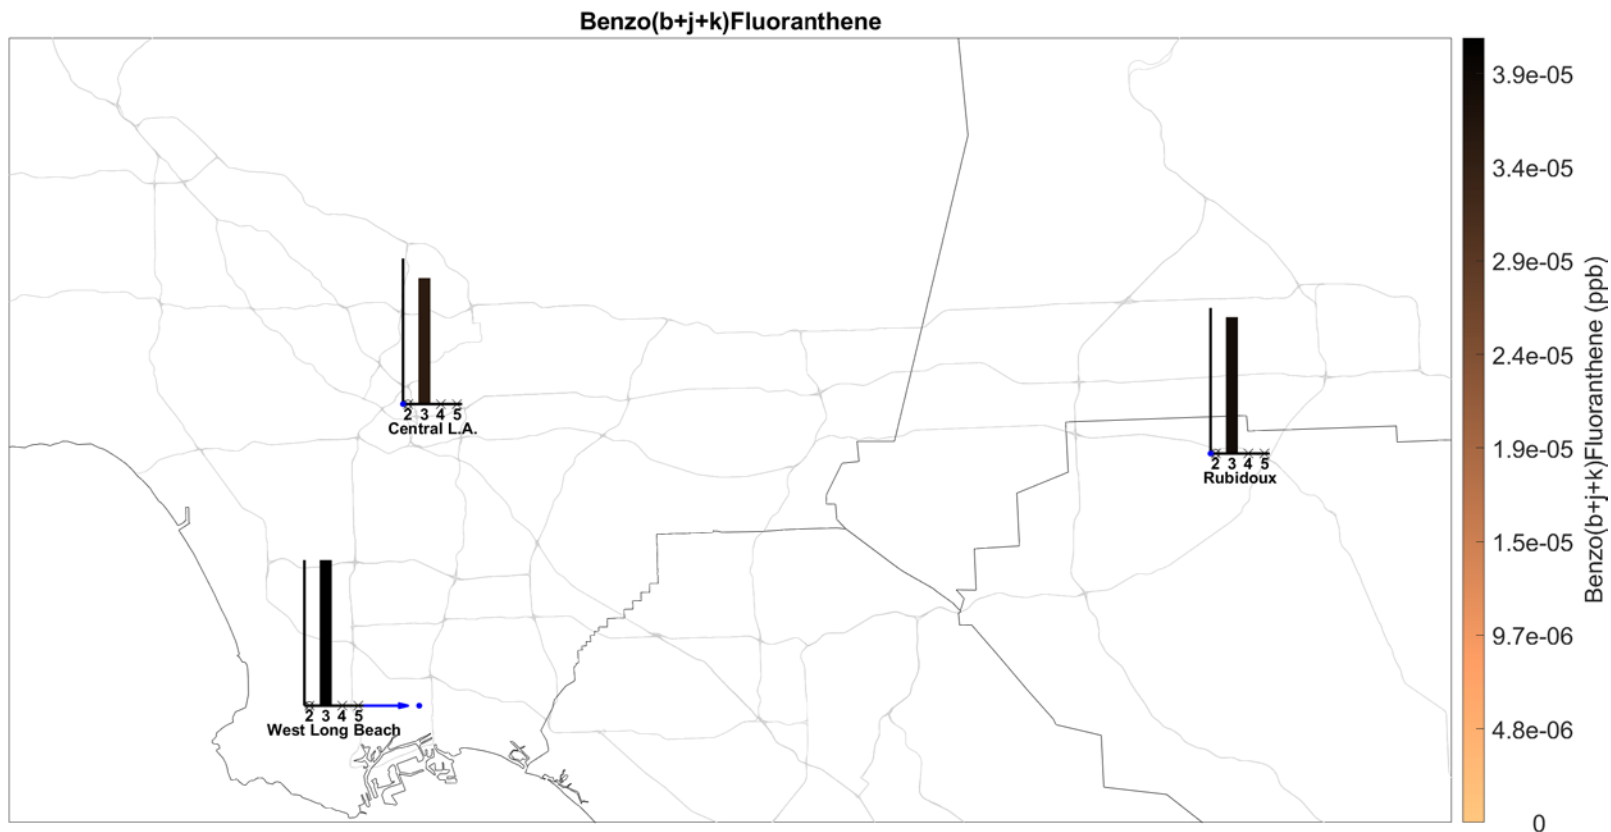 Benzo(b+j+k)Fluoranthene
2 3 4 5
Central L.A.
2 3 4 5
Rubidoux
2 3 4 5
West Long Beach
3.9e-05
3.4e-05
2.9e-05
2.4e-05
1.9e-05
1.5e-05
9.7e-06
4.8e-06
0
Benzo(b+j+k)Fluoranthene (ppb)